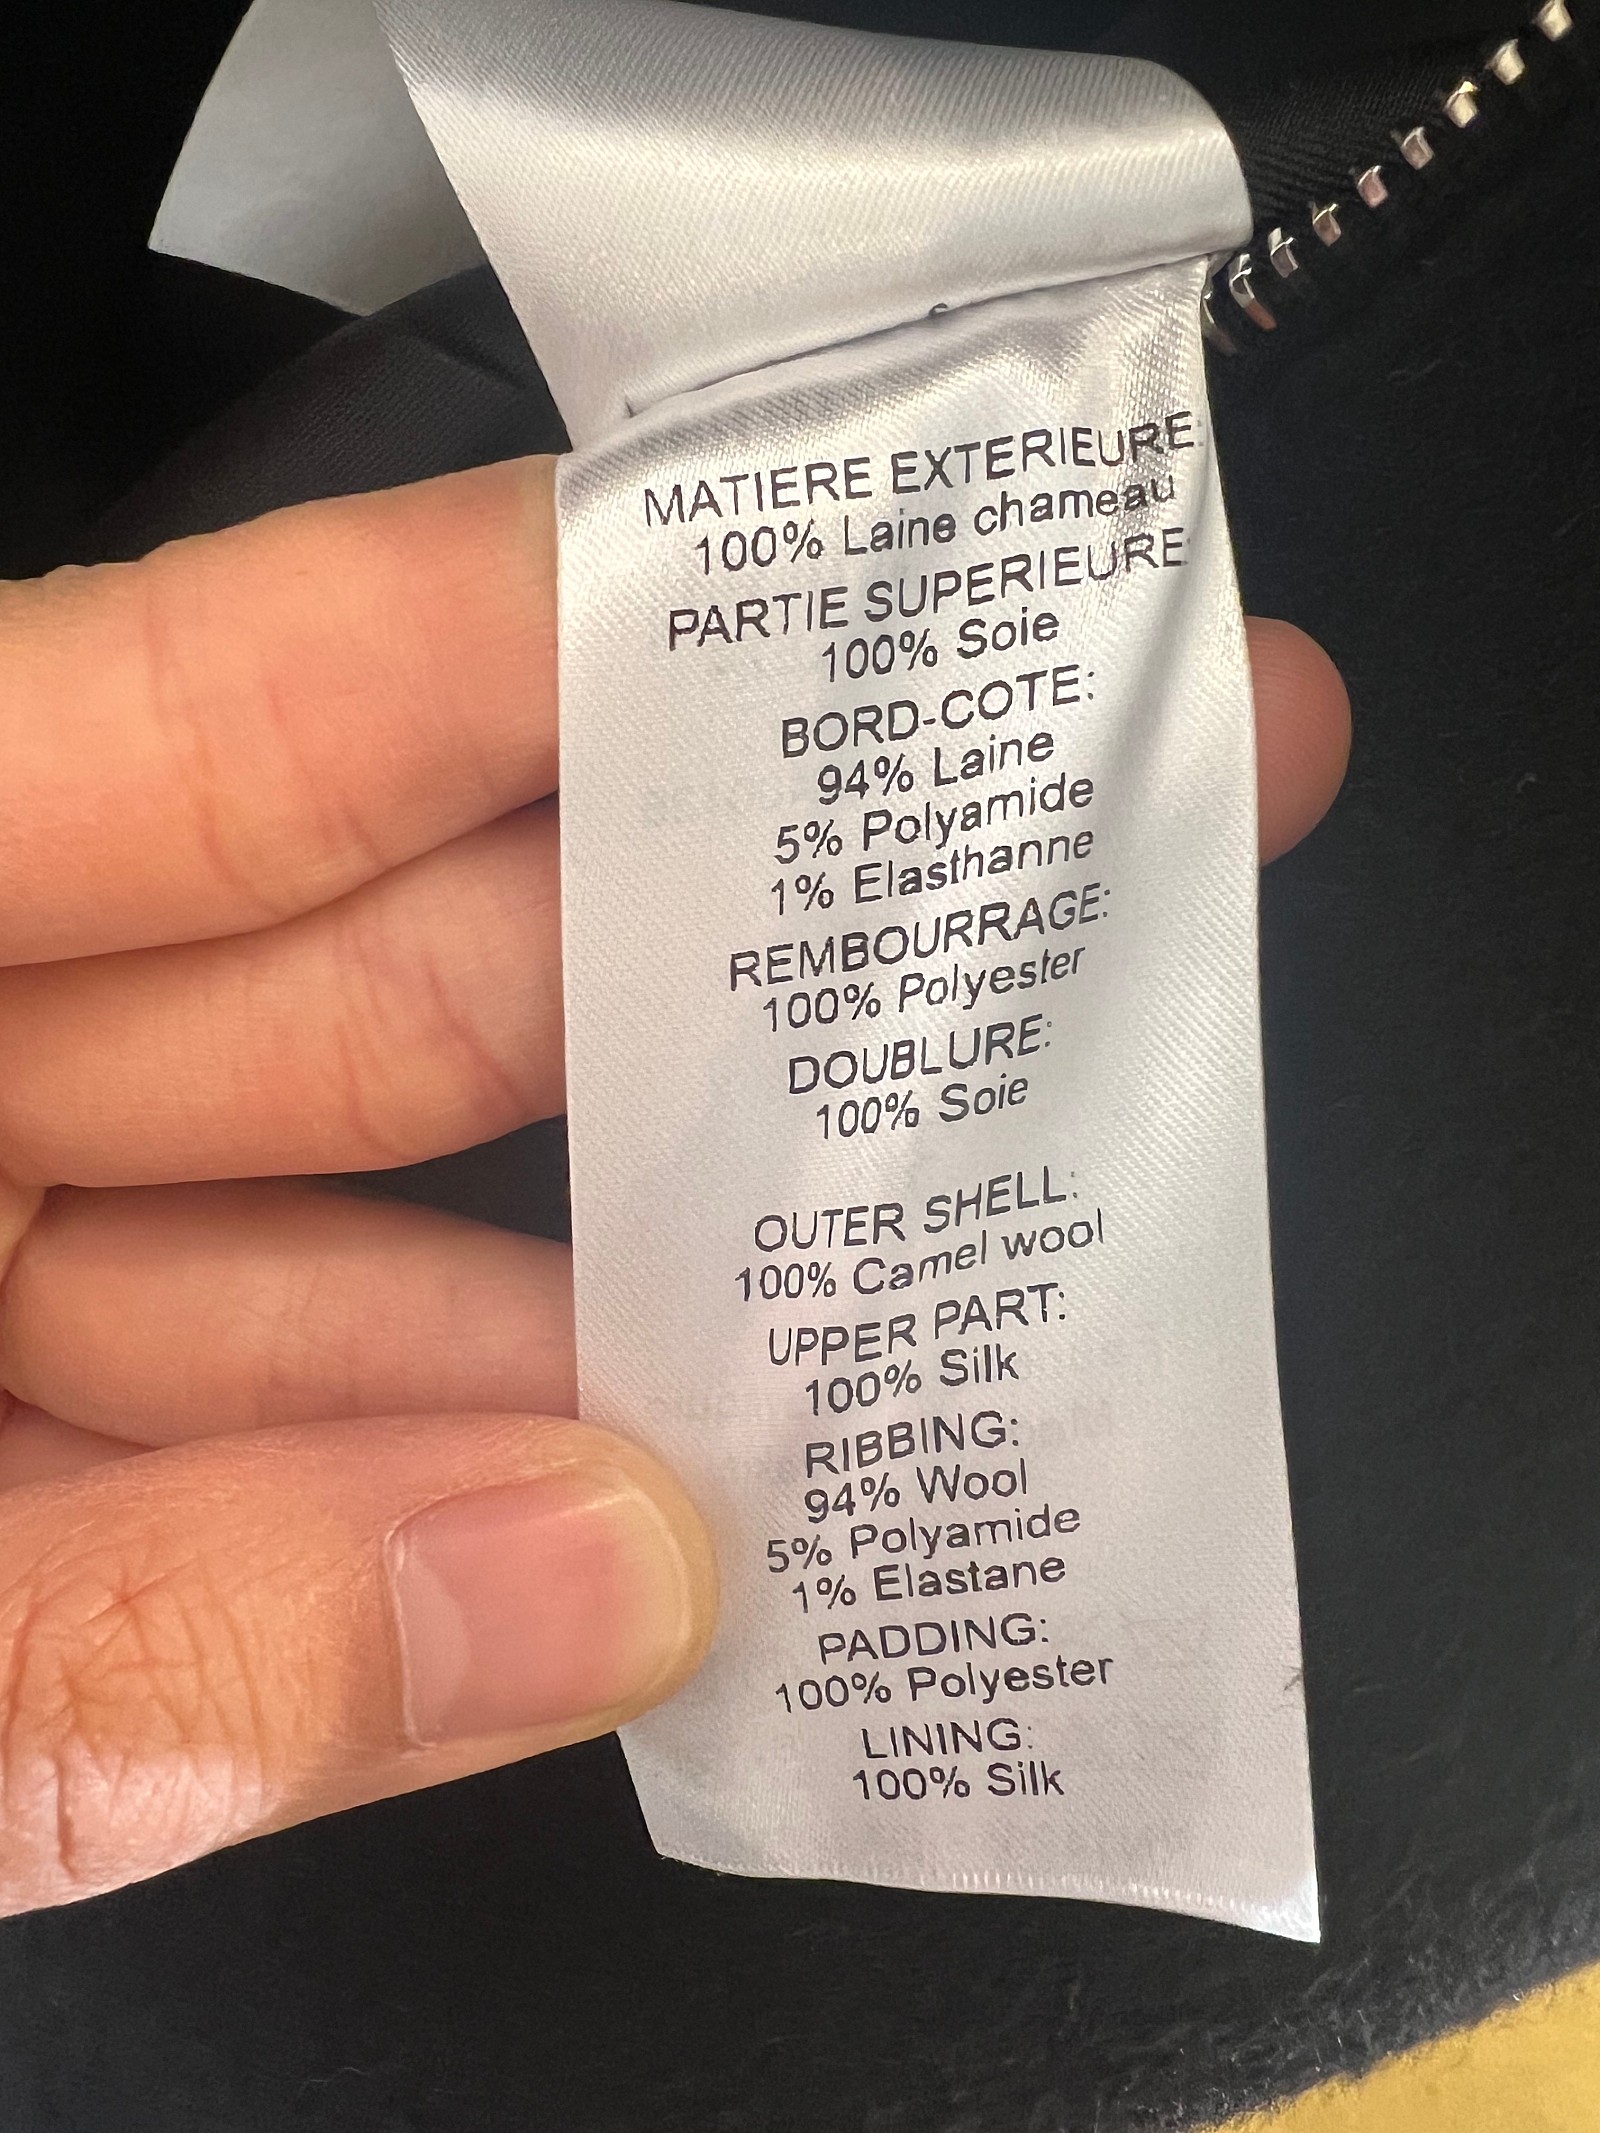 MATIERE EXTERIEURE:
100% Laine chameau
PARTIE SUPERIEURE:
100% Soie
BORD-COTE:
94% Laine
5% Polyamide
1% Elasthanne
REMBOURRAGE:
100% Polyester
DOUBLURE:
100% Soie
OUTER SHELL:
100% Camel wool
UPPER PART:
100% Silk
RIBBING:
94% Wool
5% Polyamide
1% Elastane
PADDING:
100% Polyester
LINING:
100% Silk